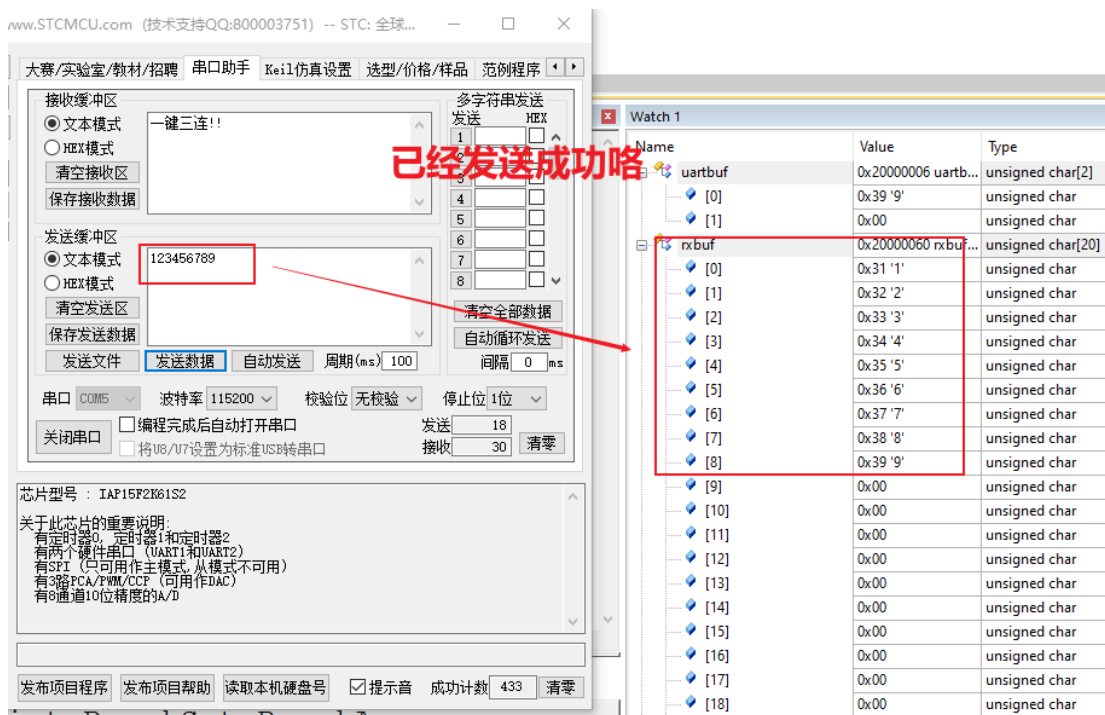 www.STCMCU.com (技术支持QQ:800003751) -- STC: 全球...
大赛/实验室/教材/招聘 串口助手 Keil仿真设置 选型/价格/样品 范例程序
接收缓冲区
文本模式
HEX模式
清空接收区
保存接收数据
一键三连!!
多字符串发送
发送 HEX
1
2
3
4
5
6
7
8
清空全部数据
自动循环发送
间隔 0 ms
已经发送成功咯
发送缓冲区
文本模式
HEX模式
清空发送区
保存发送数据
123456789
发送文件 发送数据 自动发送 周期(ms) 100
串口 COM5 波特率 115200 校验位 无校验 停止位 1位
关闭串口 编程完成后自动打开串口 发送 18
将U8/U7设置为标准USB转串口 接收 30 清零
芯片型号 : IAP15F2K61S2
关于此芯片的重要说明:
有定时器0, 定时器1和定时器2
有两个硬件串口 (UART1和UART2)
有SPI (只可用作主模式,从模式不可用)
有3路PCA/PWM/CCP (可用作DAC)
有8通道10位精度的A/D
发布项目程序 发布项目帮助 读取本机硬盘号 提示音 成功计数 433 清零
Watch 1
Name Value Type
uartbuf 0x20000006 uartb... unsigned char[2]
[0] 0x39 '9' unsigned char
[1] 0x00 unsigned char
rxbuf 0x20000060 rxbuf... unsigned char[20]
[0] 0x31 '1' unsigned char
[1] 0x32 '2' unsigned char
[2] 0x33 '3' unsigned char
[3] 0x34 '4' unsigned char
[4] 0x35 '5' unsigned char
[5] 0x36 '6' unsigned char
[6] 0x37 '7' unsigned char
[7] 0x38 '8' unsigned char
[8] 0x39 '9' unsigned char
[9] 0x00 unsigned char
[10] 0x00 unsigned char
[11] 0x00 unsigned char
[12] 0x00 unsigned char
[13] 0x00 unsigned char
[14] 0x00 unsigned char
[15] 0x00 unsigned char
[16] 0x00 unsigned char
[17] 0x00 unsigned char
[18] 0x00 unsigned char